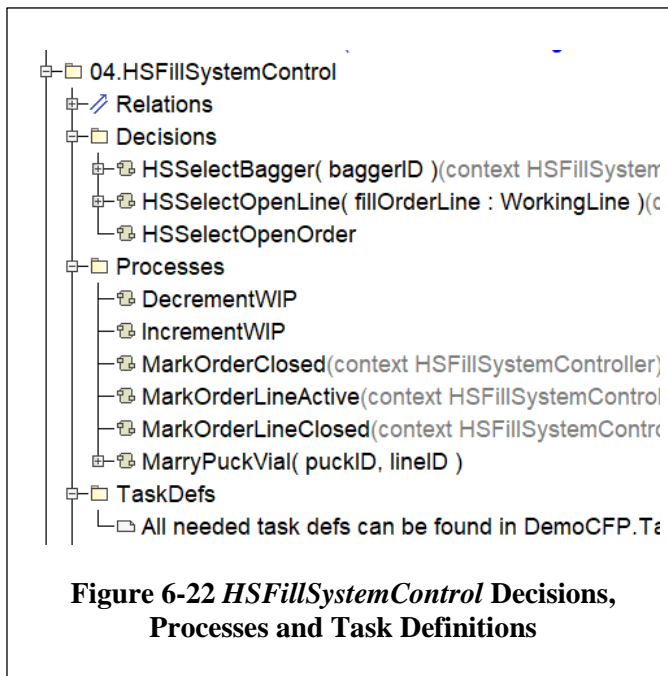 04.HSFillSystemControl
Relations
Decisions
HSSelectBagger( baggerID )(context HSFillSystem
HSSelectOpenLine( fillOrderLine : WorkingLine )(c
HSSelectOpenOrder
Processes
DecrementWIP
IncrementWIP
MarkOrderClosed(context HSFillSystemController)
MarkOrderLineActive(context HSFillSystemControl
MarkOrderLineClosed(context HSFillSystemContro
MarryPuckVial( puckID, lineID )
TaskDefs
All needed task defs can be found in DemoCFP.Ta
Figure 6-22 HSFillSystemControl Decisions,
Processes and Task Definitions